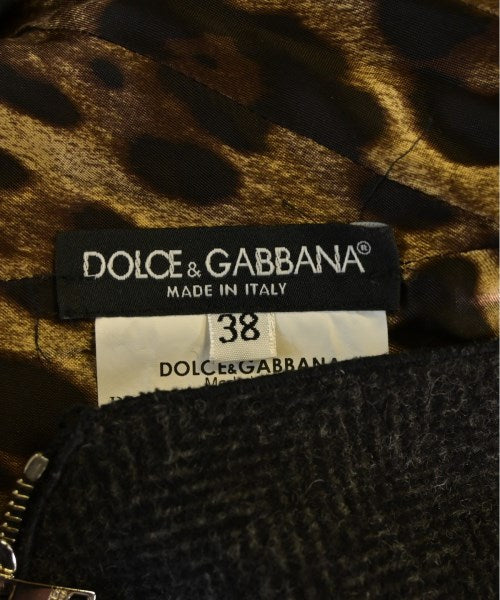 DOLCE & GABBANA®
MADE IN ITALY
38
DOLCE&GABBANA